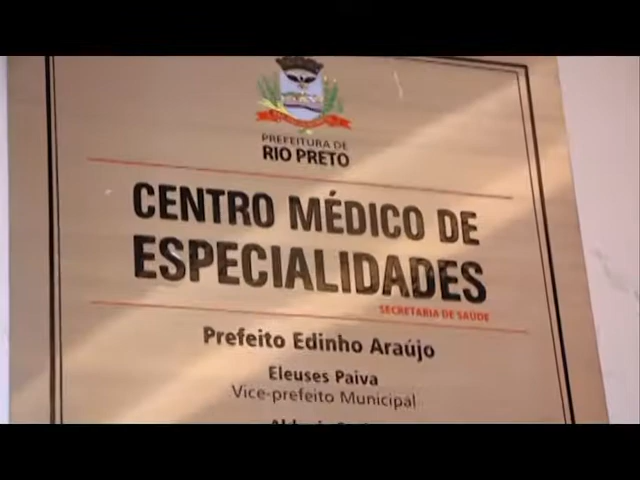 PREFEITURA DE
RIO PRETO
CENTRO MÉDICO DE
ESPECIALIDADES
SECRETARIA DE SAÚDE
Prefeito Edinho Araújo
Eleuses Paiva
Vice-prefeito Municipal